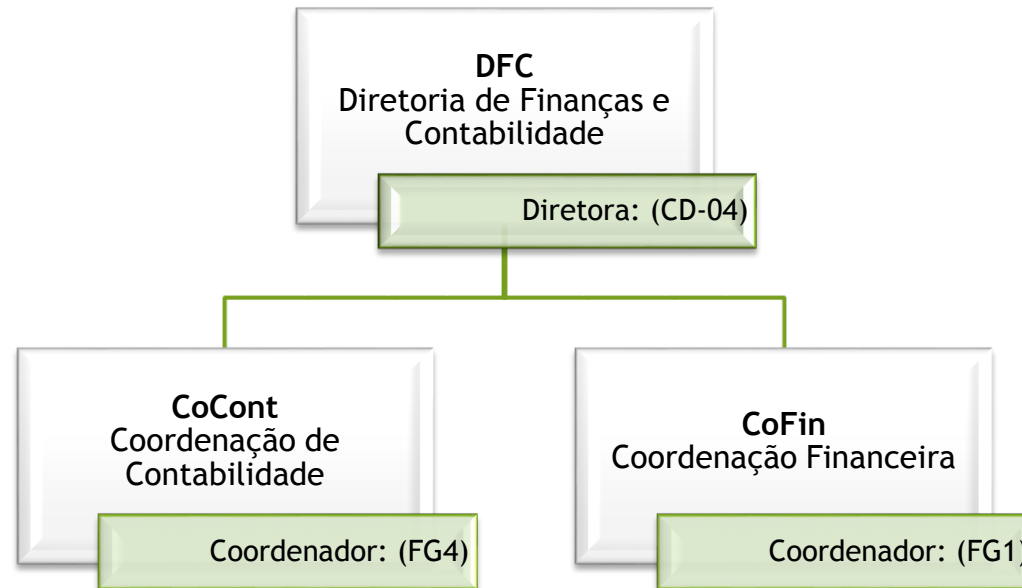 DFC
Diretoria de Finanças e
Contabilidade
Diretora: (CD-04)
CoCont
Coordenação de
Contabilidade
Coordenador: (FG4)
CoFin
Coordenação Financeira
Coordenador: (FG1)